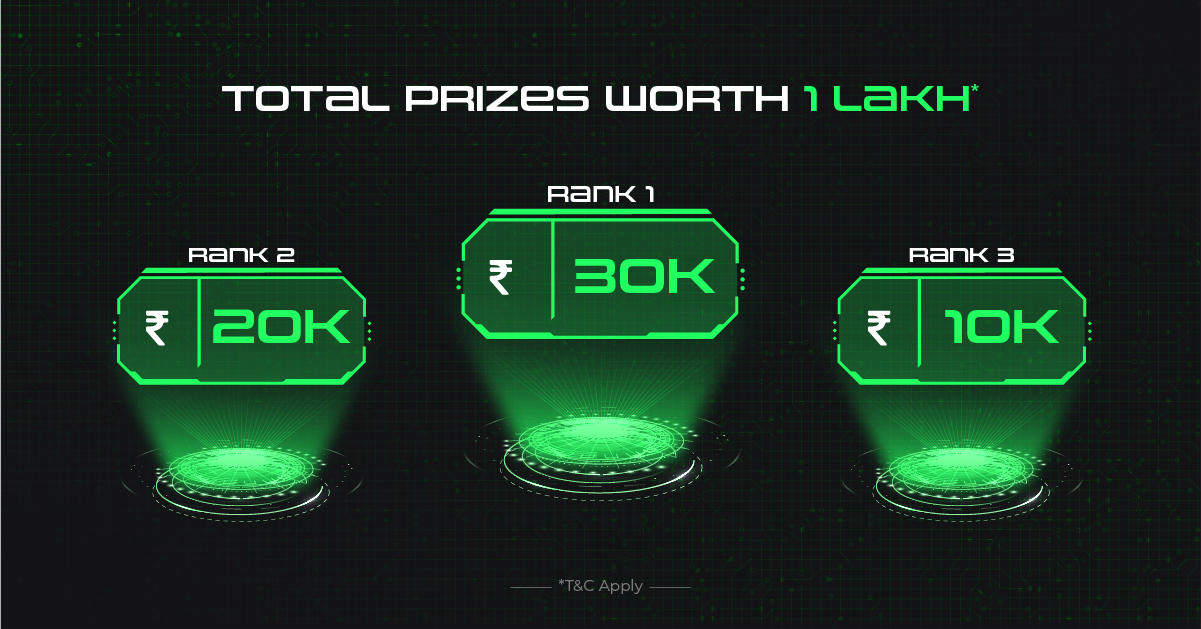 TOTAL PRIZES WORTH 1 LAKH*
RANK 1
₹ 30K
RANK 2
₹ 20K
RANK 3
₹ 10K
*T&C Apply